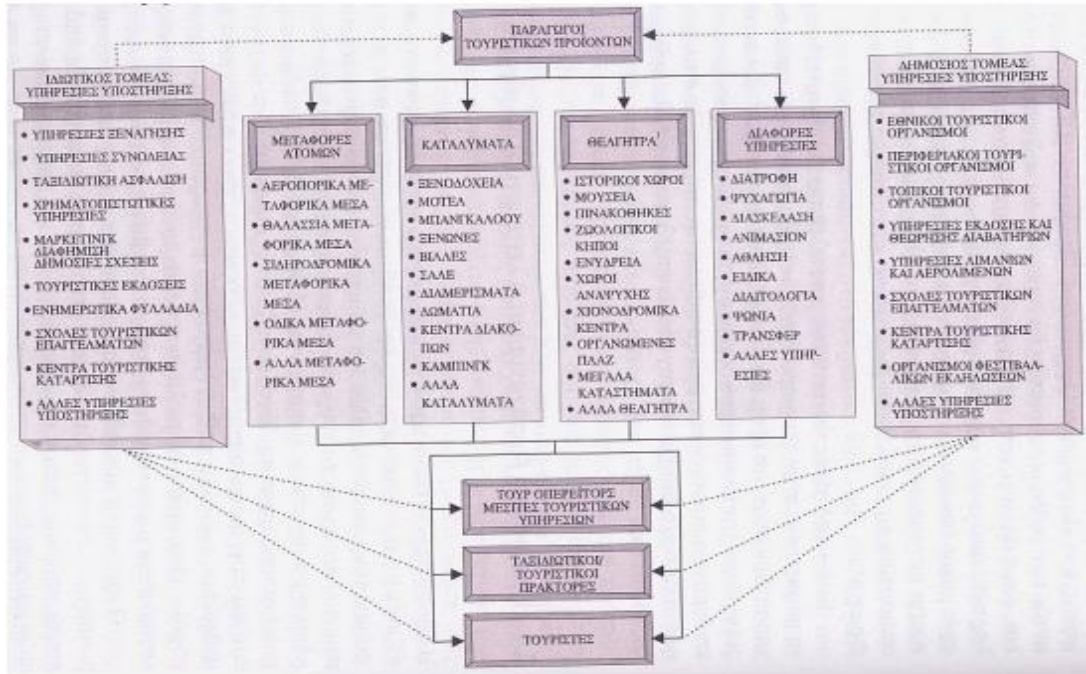 ΠΑΡΑΓΩΓΟΙ
ΤΟΥΡΙΣΤΙΚΩΝ ΠΡΟΪΟΝΤΩΝ
ΙΔΙΩΤΙΚΟΣ ΤΟΜΕΑΣ:
ΥΠΗΡΕΣΙΕΣ ΥΠΟΣΤΗΡΙΞΗΣ
• ΥΠΗΡΕΣΙΕΣ ΞΕΝΑΓΗΣΗΣ
• ΥΠΗΡΕΣΙΕΣ ΣΥΝΟΔΕΙΑΣ
• ΤΑΞΙΔΙΩΤΙΚΗ ΑΣΦΑΛΙΣΗ
• ΧΡΗΜΑΤΟΠΙΣΤΩΤΙΚΕΣ
ΥΠΗΡΕΣΙΕΣ
• ΜΑΡΚΕΤΙΝΓΚ
ΔΙΑΦΗΜΙΣΗ
ΔΗΜΟΣΙΕΣ ΣΧΕΣΕΙΣ
• ΤΟΥΡΙΣΤΙΚΕΣ ΕΚΔΟΣΕΙΣ
• ΕΝΗΜΕΡΩΤΙΚΑ ΦΥΛΛΑΔΙΑ
• ΣΧΟΛΕΣ ΤΟΥΡΙΣΤΙΚΩΝ
ΕΠΑΓΓΕΛΜΑΤΩΝ
• ΚΕΝΤΡΑ ΤΟΥΡΙΣΤΙΚΗΣ
ΚΑΤΑΡΤΙΣΗΣ
• ΑΛΛΕΣ ΥΠΗΡΕΣΙΕΣ
ΥΠΟΣΤΗΡΙΞΗΣ
ΜΕΤΑΦΟΡΕΣ
ΑΤΟΜΩΝ
• ΑΕΡΟΠΟΡΙΚΑ ΜΕ-
ΤΑΦΟΡΙΚΑ ΜΕΣΑ
• ΘΑΛΑΣΣΙΑ ΜΕΤΑ-
ΦΟΡΙΚΑ ΜΕΣΑ
• ΣΙΔΗΡΟΔΡΟΜΙΚΑ
ΜΕΤΑΦΟΡΙΚΑ
ΜΕΣΑ
• ΟΔΙΚΑ ΜΕΤΑΦΟ-
ΡΙΚΑ ΜΕΣΑ
• ΑΛΛΑ ΜΕΤΑΦΟ-
ΡΙΚΑ ΜΕΣΑ
ΚΑΤΑΛΥΜΑΤΑ
• ΞΕΝΟΔΟΧΕΙΑ
• ΜΟΤΕΛ
• ΜΠΑΝΓΚΑΛΟΟΥ
• ΞΕΝΩΝΕΣ
• ΒΙΛΛΕΣ
• ΣΑΛΕ
• ΔΙΑΜΕΡΙΣΜΑΤΑ
• ΔΩΜΑΤΙΑ
• ΚΕΝΤΡΑ ΔΙΑΚΟ-
ΠΩΝ
• ΚΑΜΠΙΝΓΚ
• ΑΛΛΑ
ΚΑΤΑΛΥΜΑΤΑ
ΘΕΛΓΗΤΡΑ¹
• ΙΣΤΟΡΙΚΟΙ ΧΩΡΟΙ
• ΜΟΥΣΕΙΑ
• ΠΙΝΑΚΟΘΗΚΕΣ
• ΖΩΟΛΟΓΙΚΟΙ
ΚΗΠΟΙ
• ΕΝΥΔΡΕΙΑ
• ΧΩΡΟΙ
ΑΝΑΨΥΧΗΣ
• ΧΙΟΝΟΔΡΟΜΙΚΑ
ΚΕΝΤΡΑ
• ΟΡΓΑΝΩΜΕΝΕΣ
ΠΛΑΖ
• ΜΕΓΑΛΑ
ΚΑΤΑΣΤΗΜΑΤΑ
• ΑΛΛΑ ΘΕΛΓΗΤΡΑ
ΔΙΑΦΟΡΕΣ
ΥΠΗΡΕΣΙΕΣ
• ΔΙΑΤΡΟΦΗ
• ΨΥΧΑΓΩΓΙΑ
• ΔΙΑΣΚΕΔΑΣΗ
• ΑΝΙΜΑΣΙΟΝ
• ΑΘΛΗΣΗ
• ΕΙΔΙΚΑ
ΔΙΑΙΤΟΛΟΓΙΑ
• ΨΩΝΙΑ
• ΤΡΑΝΣΦΕΡ
• ΑΛΛΕΣ ΥΠΗΡ-
ΕΣΙΕΣ
ΔΗΜΟΣΙΟΣ ΤΟΜΕΑΣ:
ΥΠΗΡΕΣΙΕΣ ΥΠΟΣΤΗΡΙΞΗΣ
• ΕΘΝΙΚΟΙ ΤΟΥΡΙΣΤΙΚΟΙ
ΟΡΓΑΝΙΣΜΟΙ
• ΠΕΡΙΦΕΡΙΑΚΟΙ ΤΟΥΡΙ-
ΣΤΙΚΟΙ ΟΡΓΑΝΙΣΜΟΙ
• ΤΟΠΙΚΟΙ ΤΟΥΡΙΣΤΙΚΟΙ
ΟΡΓΑΝΙΣΜΟΙ
• ΥΠΗΡΕΣΙΕΣ ΕΚΔΟΣΗΣ ΚΑΙ
ΘΕΩΡΗΣΗΣ ΔΙΑΒΑΤΗΡΙΩΝ
• ΥΠΗΡΕΣΙΕΣ ΛΙΜΑΝΙΩΝ
ΚΑΙ ΑΕΡΟΛΙΜΕΝΩΝ
• ΣΧΟΛΕΣ ΤΟΥΡΙΣΤΙΚΩΝ
ΕΠΑΓΓΕΛΜΑΤΩΝ
• ΚΕΝΤΡΑ ΤΟΥΡΙΣΤΙΚΗΣ
ΚΑΤΑΡΤΙΣΗΣ
• ΟΡΓΑΝΙΣΜΟΙ ΦΕΣΤΙΒΑ-
ΛΙΚΩΝ ΕΚΔΗΛΩΣΕΩΝ
• ΑΛΛΕΣ ΥΠΗΡΕΣΙΕΣ
ΥΠΟΣΤΗΡΙΞΗΣ
ΤΟΥΡ ΟΠΕΡΕΪΤΟΡΣ
ΜΕΣΙΤΕΣ ΤΟΥΡΙΣΤΙΚΩΝ
ΥΠΗΡΕΣΙΩΝ
ΤΑΞΙΔΙΩΤΙΚΟΙ/
ΤΟΥΡΙΣΤΙΚΟΙ
ΠΡΑΚΤΟΡΕΣ
ΤΟΥΡΙΣΤΕΣ